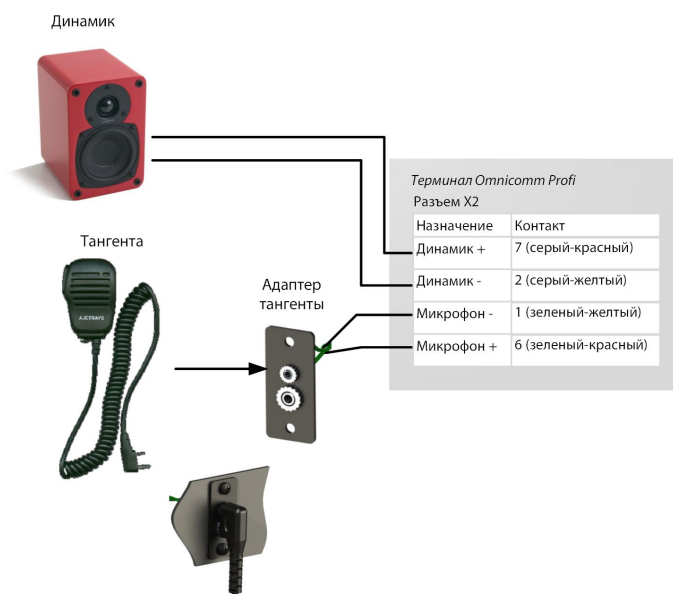 Динамик
Терминал Omnicomm Profi
Разъем X2
Назначение Контакт
Динамик + 7 (серый-красный)
Динамик - 2 (серый-желтый)
Микрофон - 1 (зеленый-желтый)
Микрофон + 6 (зеленый-красный)
Тангента
AJETRAYS
Адаптер
тангенты